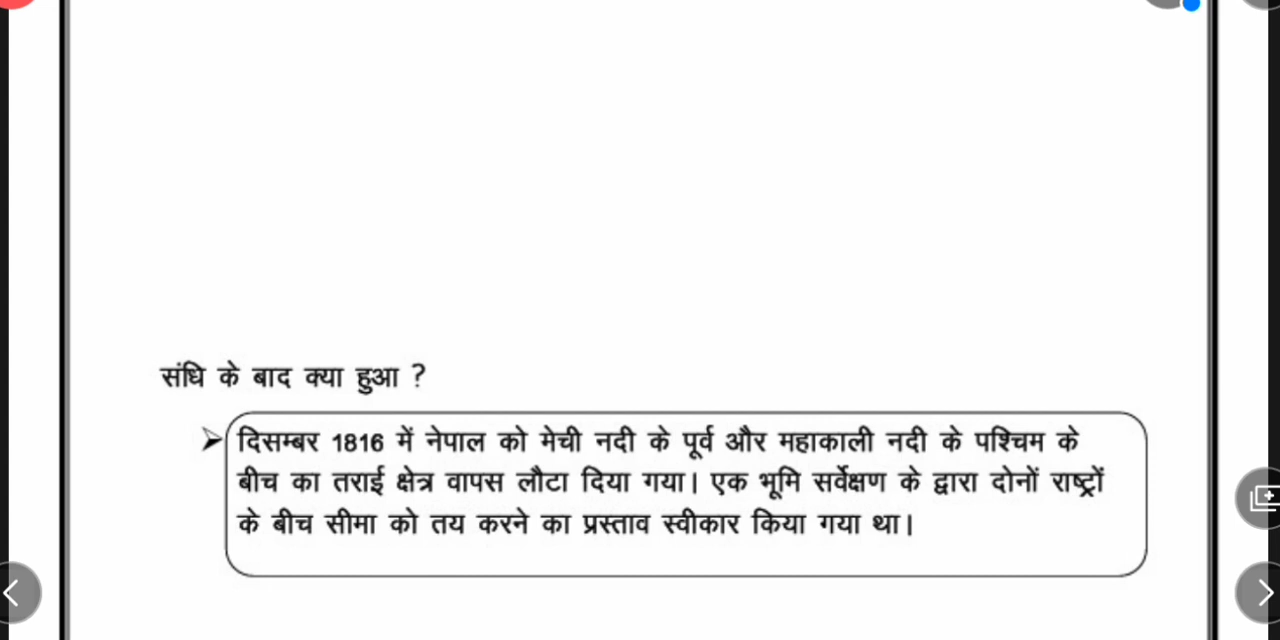 संधि के बाद क्या हुआ ?
➢ दिसम्बर 1816 में नेपाल को मेची नदी के पूर्व और महाकाली नदी के पश्चिम के
बीच का तराई क्षेत्र वापस लौटा दिया गया। एक भूमि सर्वेक्षण के द्वारा दोनों राष्ट्रों
के बीच सीमा को तय करने का प्रस्ताव स्वीकार किया गया था।